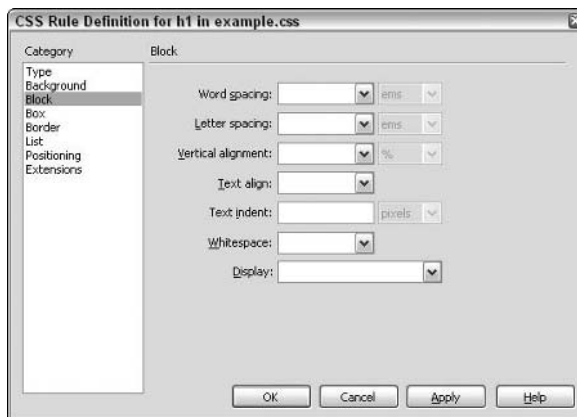 CSS Rule Definition for h1 in example.css
Category
Type
Background
Block
Box
Border
List
Positioning
Extensions
Block
Word spacing: ems
Letter spacing: ems
Vertical alignment: %
Text align:
Text indent: pixels
Whitespace:
Display:
OK Cancel Apply Help